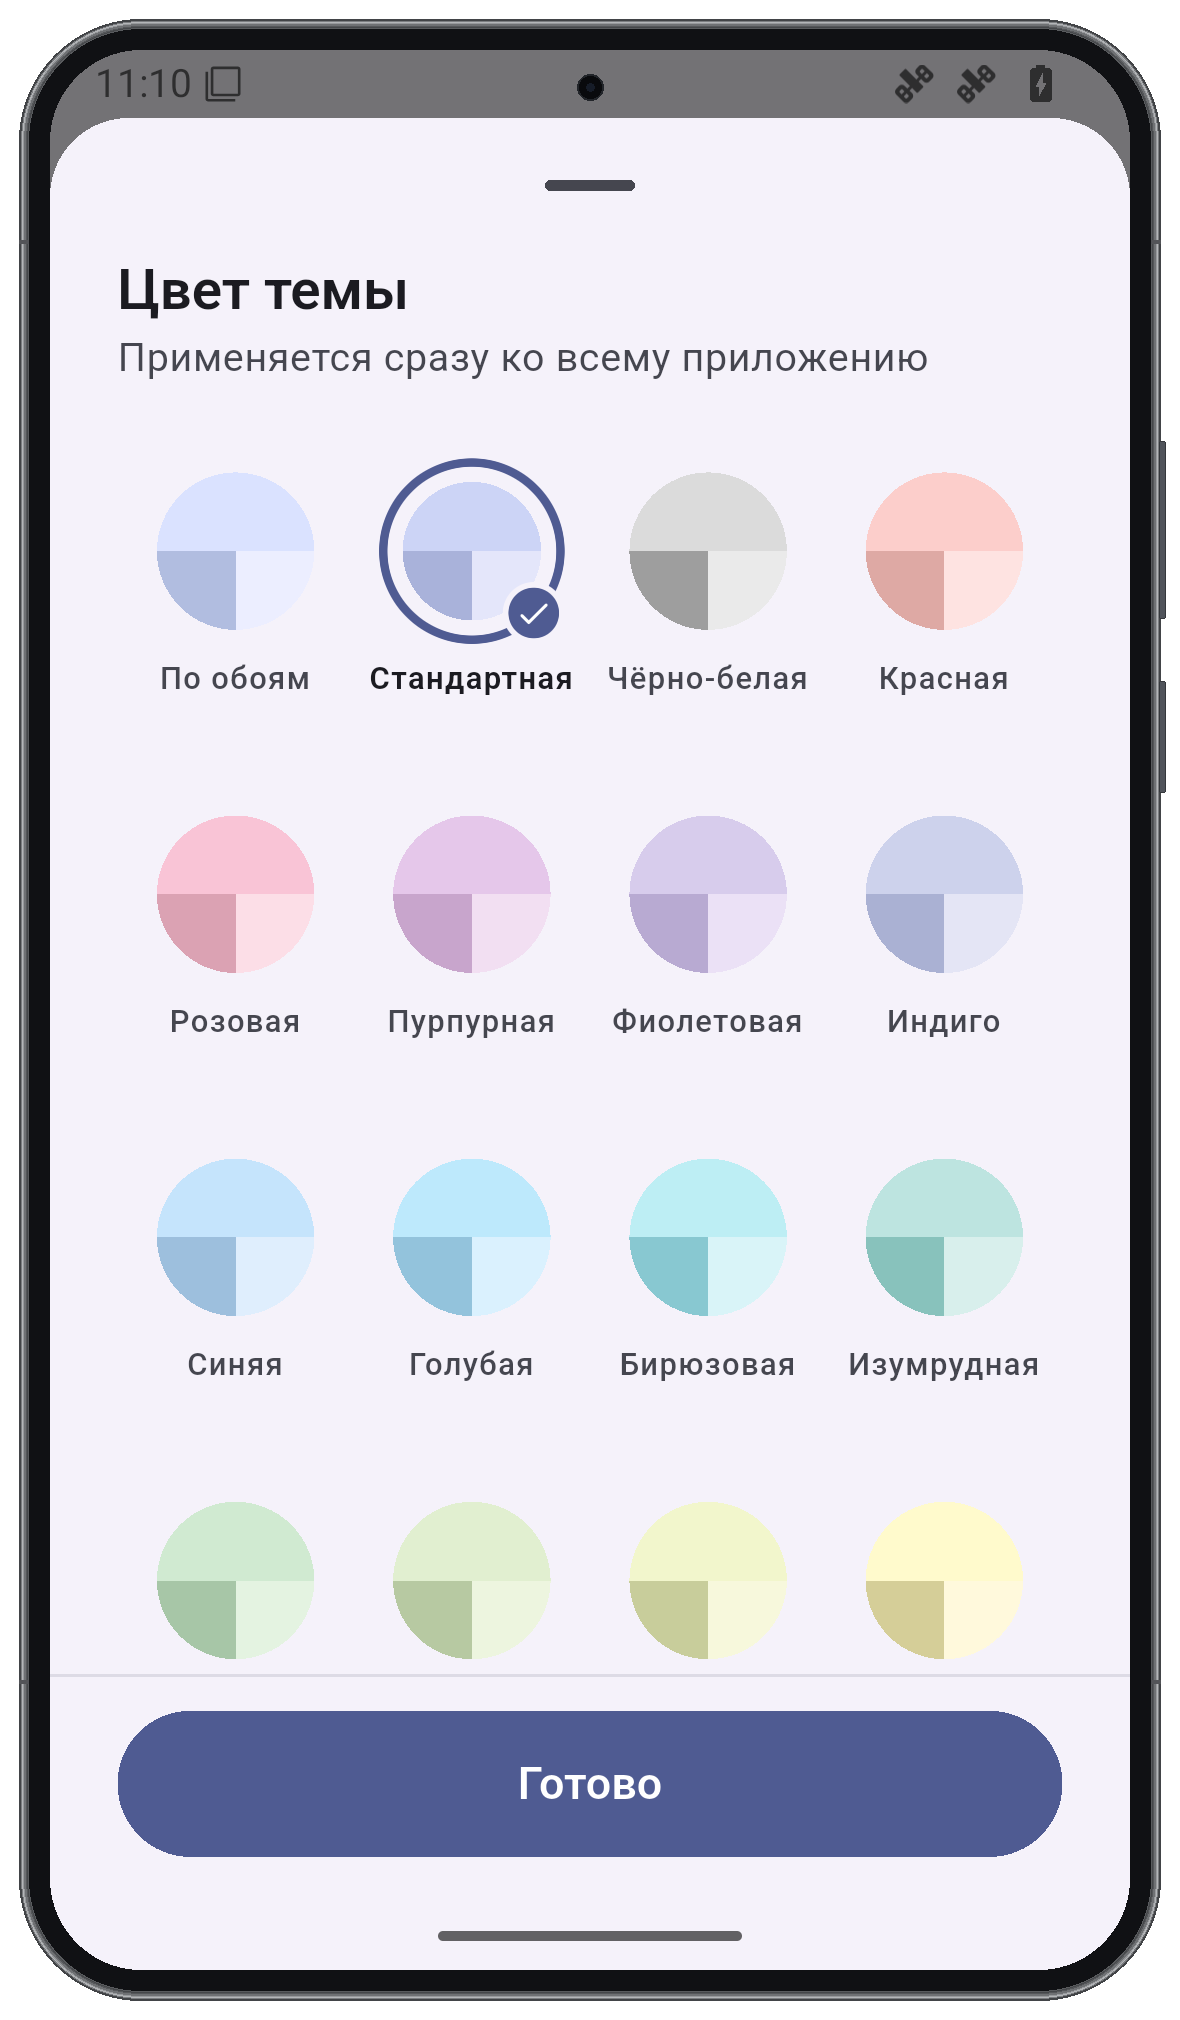 11:10
Цвет темы
Применяется сразу ко всему приложению
По обоям
Стандартная
Чёрно-белая
Красная
Розовая
Пурпурная
Фиолетовая
Индиго
Синяя
Голубая
Бирюзовая
Изумрудная
Готово